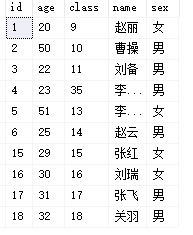 id age class name sex
1 20 9 赵丽 女
2 50 10 曹操 男
3 22 11 刘备 男
4 23 35 李... 男
5 51 13 李... 女
6 25 14 赵云 男
15 29 15 张红 女
16 30 16 刘瑞 女
17 31 17 张飞 男
18 32 18 关羽 男